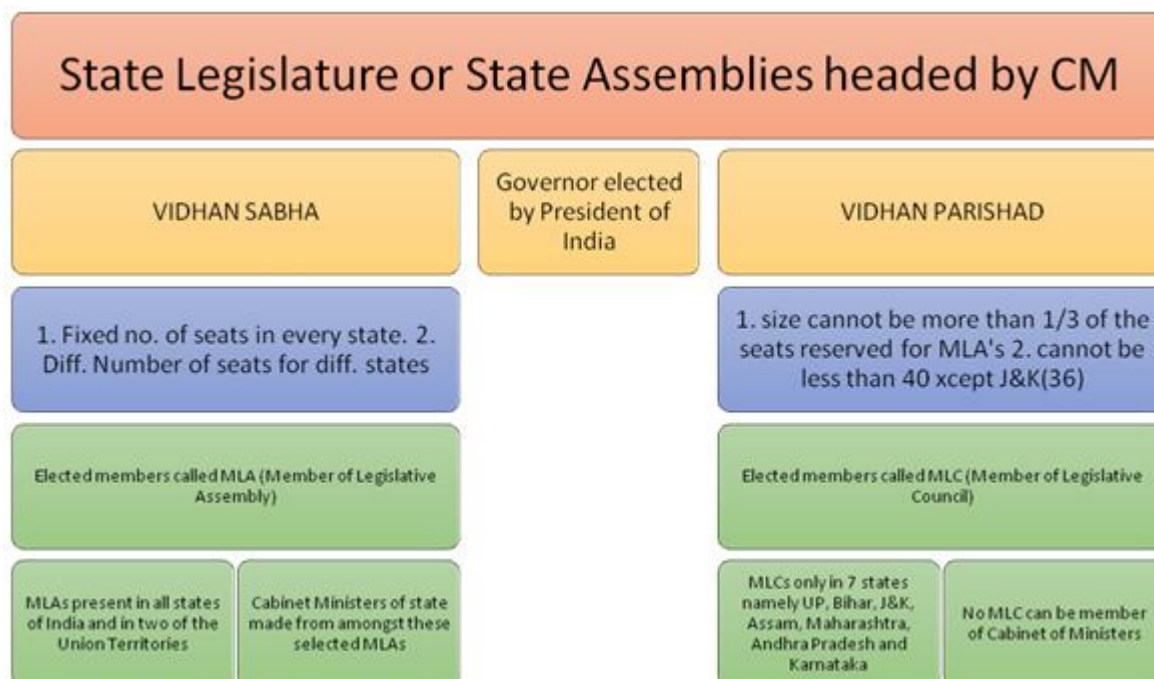 State Legislature or State Assemblies headed by CM
VIDHAN SABHA
Governor elected
by President of
India
VIDHAN PARISHAD
1. Fixed no. of seats in every state. 2.
Diff. Number of seats for diff. states
1. size cannot be more than 1/3 of the
seats reserved for MLA's 2. cannot be
less than 40 xcept J&K(36)
Elected members called MLA (Member of Legislative
Assembly)
Elected members called MLC (Member of Legislative
Council)
MLAs present in all states
of India and in two of the
Union Territories
Cabinet Ministers of state
made from amongst these
selected MLAs
MLCs only in 7 states
namely UP, Bihar, J&K,
Assam, Maharashtra,
Andhra Pradesh and
Karnataka
No MLC can be member
of Cabinet of Ministers